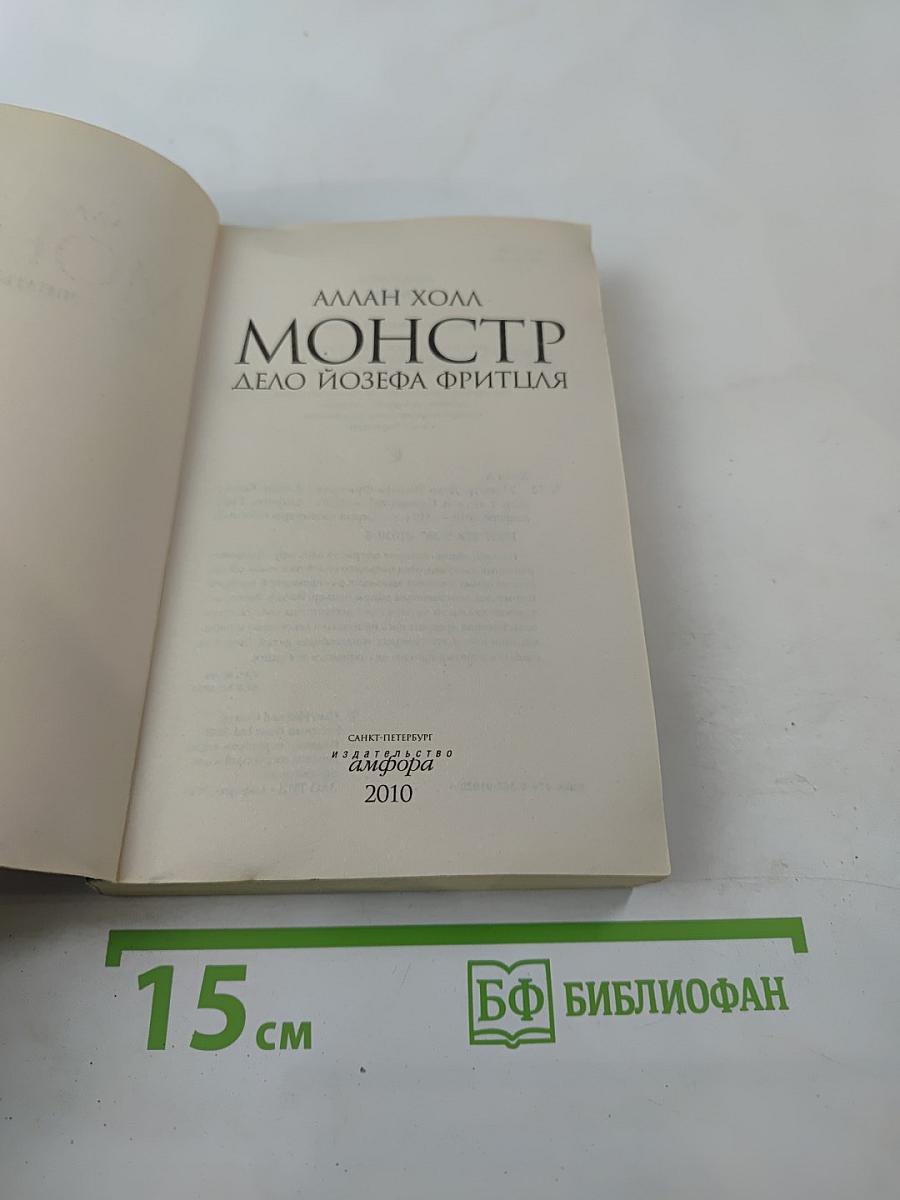 АЛЛАН ХОЛЛ
МОНСТР
ДЕЛО ЙОЗЕФА ФРИТЦЛЯ
САНКТ-ПЕТЕРБУРГ
издательство
амфора
2010
15 см
БФ БИБЛИОФАН